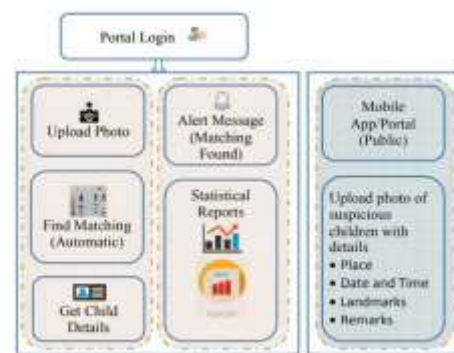 Portal Login
Upload Photo
Find Matching
(Automatic)
Get Child
Details
Alert Message
(Matching
Found)
Statistical
Reports
Mobile
App/Portal
(Public)
Upload photo of
suspicious
children with
details
• Place
• Date and Time
• Landmarks
• Remarks